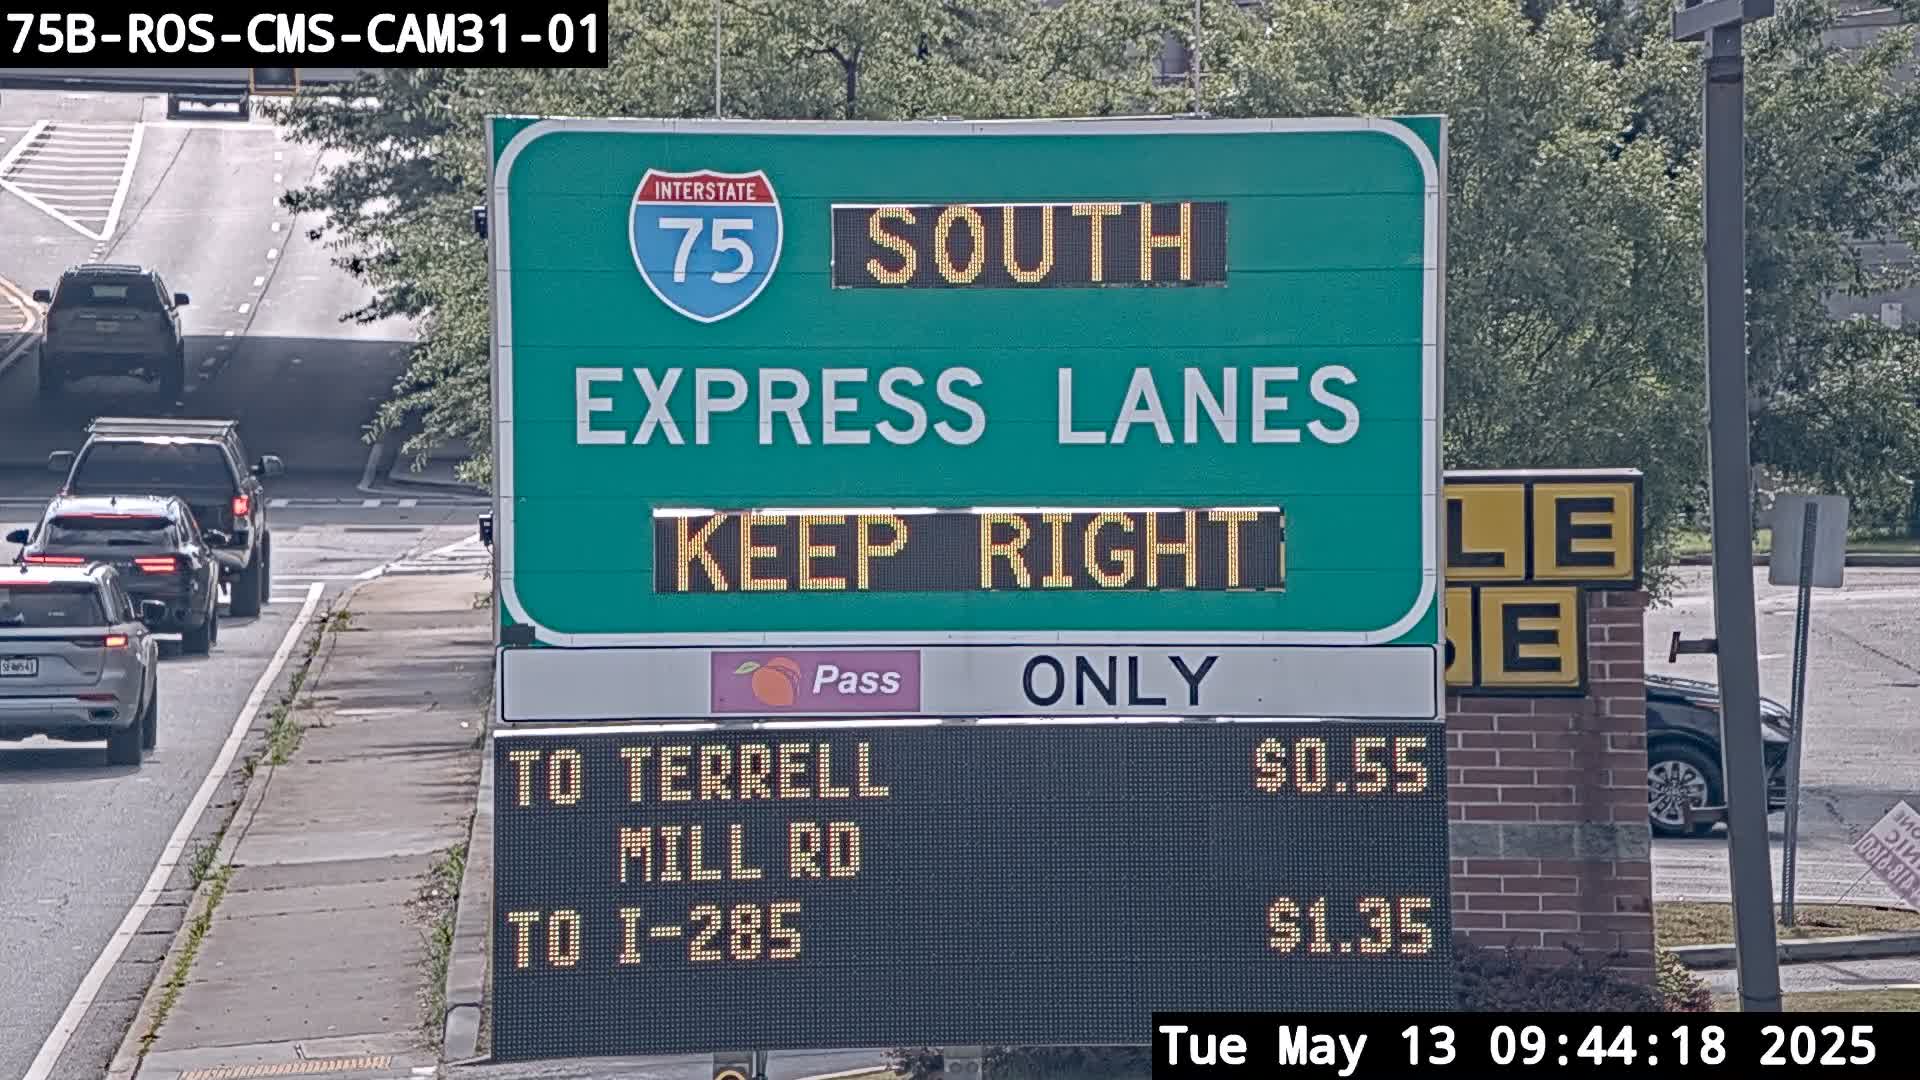 75B-ROS-CMS-CAM31-01
INTERSTATE
75
SOUTH
EXPRESS LANES
KEEP RIGHT
LE
E
Pass ONLY
TO TERRELL $0.55
MILL RD
TO I-285 $1.35
Tue May 13 09:44:18 2025